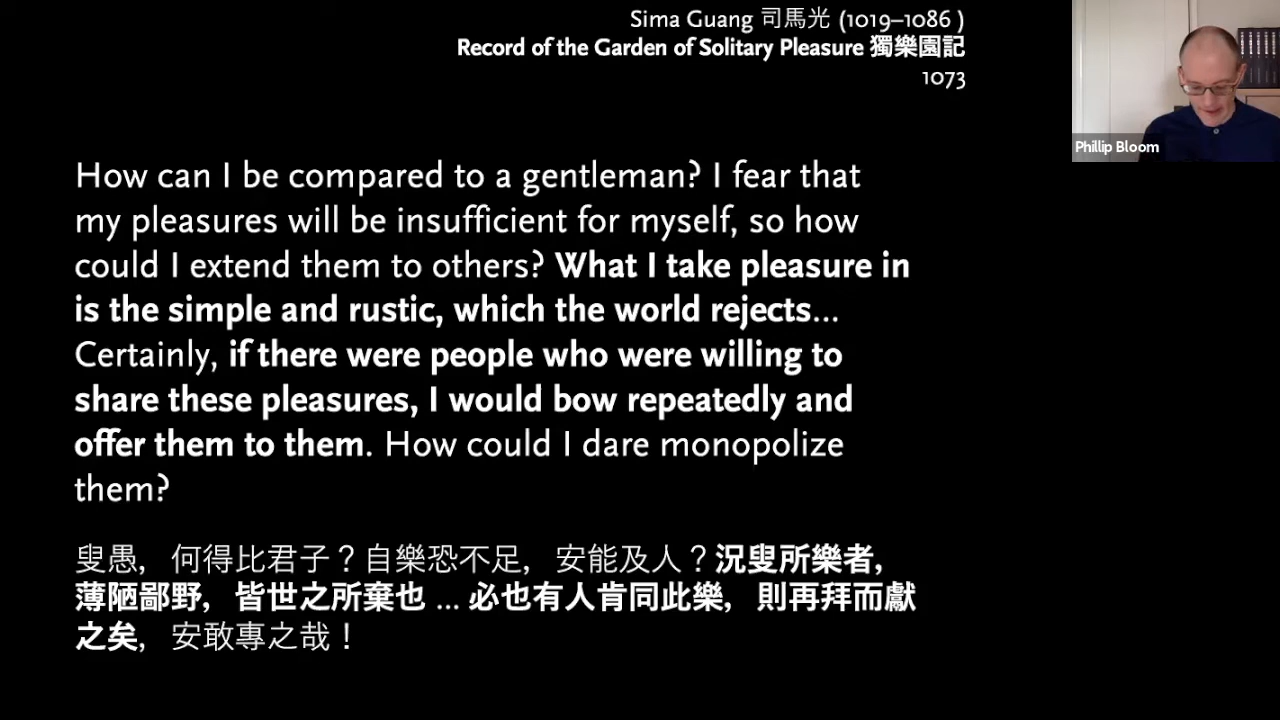 Sima Guang 司馬光 (1019–1086 )
Record of the Garden of Solitary Pleasure 獨樂園記
1073
Phillip Bloom
How can I be compared to a gentleman? I fear that
my pleasures will be insufficient for myself, so how
could I extend them to others? What I take pleasure in
is the simple and rustic, which the world rejects...
Certainly, if there were people who were willing to
share these pleasures, I would bow repeatedly and
offer them to them. How could I dare monopolize
them?
叟愚，何得比君子？自樂恐不足，安能及人？況叟所樂者，
薄陋鄙野，皆世之所棄也 ... 必也有人肯同此樂，則再拜而獻
之矣，安敢專之哉！